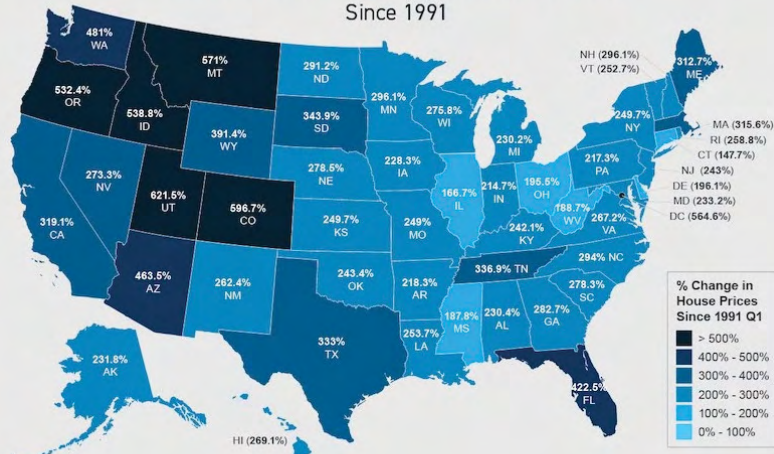 Since 1991
481%
WA
571%
MT
291.2%
ND
NH (296.1%)
VT (252.7%)
312.7%
ME
532.4%
OR
538.8%
ID
343.9%
SD
296.1%
MN
275.8%
WI
249.7%
NY
391.4%
WY
230.2%
MI
MA (315.6%)
RI (258.8%)
CT (147.7%)
NJ (243%)
DE (196.1%)
MD (233.2%)
DC (564.6%)
273.3%
NV
278.5%
NE
228.3%
IA
217.3%
PA
621.5%
UT
596.7%
CO
166.7%
IL
214.7%
IN
195.5%
OH
188.7%
WV
267.2%
VA
319.1%
CA
249.7%
KS
249%
MO
242.1%
KY
294% NC
463.5%
AZ
262.4%
NM
243.4%
OK
218.3%
AR
336.9% TN
278.3%
SC
333%
TX
253.7%
LA
187.8%
MS
230.4%
AL
282.7%
GA
231.8%
AK
422.5%
FL
HI (269.1%)
% Change in
House Prices
Since 1991 Q1
> 500%
400% - 500%
300% - 400%
200% - 300%
100% - 200%
0% - 100%